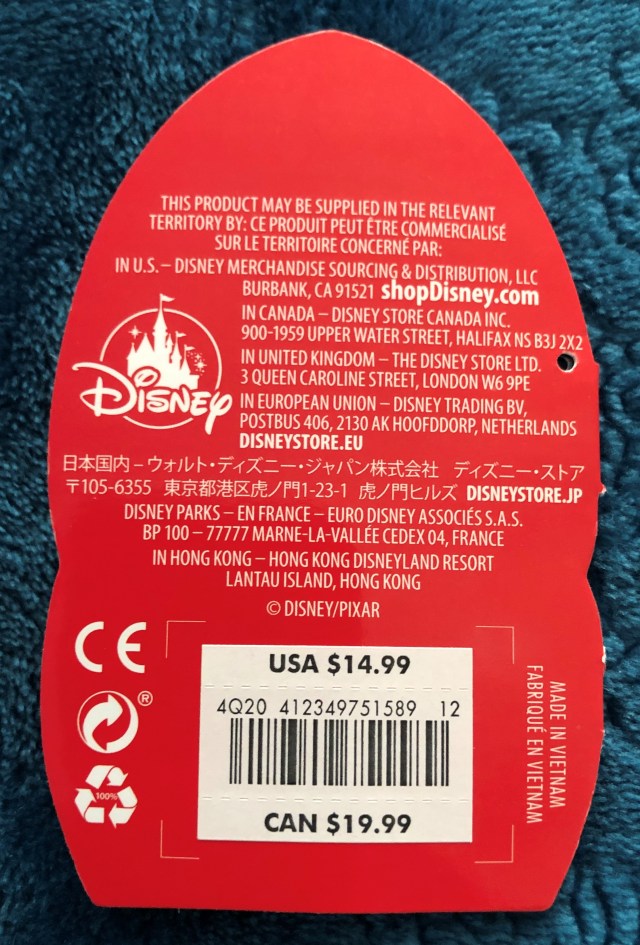 THIS PRODUCT MAY BE SUPPLIED IN THE RELEVANT
TERRITORY BY: CE PRODUIT PEUT ÊTRE COMMERCIALISÉ
SUR LE TERRITOIRE CONCERNÉ PAR:
IN U.S. – DISNEY MERCHANDISE SOURCING & DISTRIBUTION, LLC
BURBANK, CA 91521 shopDisney.com
IN CANADA – DISNEY STORE CANADA INC.
900-1959 UPPER WATER STREET, HALIFAX NS B3J 2X2
IN UNITED KINGDOM – THE DISNEY STORE LTD.
3 QUEEN CAROLINE STREET, LONDON W6 9PE
Disney
IN EUROPEAN UNION – DISNEY TRADING BV,
POSTBUS 406, 2130 AK HOOFDDORP, NETHERLANDS
DISNEYSTORE.EU
日本国内 – ウォルト・ディズニー・ジャパン株式会社 ディズニー・ストア
〒105-6355 東京都港区虎ノ門1-23-1 虎ノ門ヒルズ DISNEYSTORE.JP
DISNEY PARKS – EN FRANCE – EURO DISNEY ASSOCIÉS S.A.S.
BP 100 – 77777 MARNE-LA-VALLÉE CEDEX 04, FRANCE
IN HONG KONG – HONG KONG DISNEYLAND RESORT
LANTAU ISLAND, HONG KONG
© DISNEY/PIXAR
CE
®
100%
USA $14.99
4Q20 412349751589 12
CAN $19.99
MADE IN VIETNAM
FABRIQUÉ EN VIETNAM